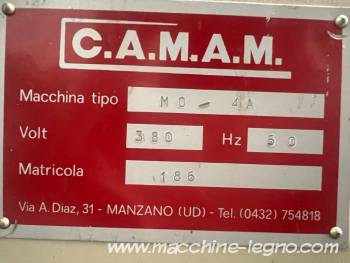 C.A.M.A.M.
Macchina tipo MO-4A
Volt 380 Hz 50
Matricola 186
Via A. Diaz, 31 - MANZANO (UD) - Tel. (0432) 754818
www.macchine-legno.com